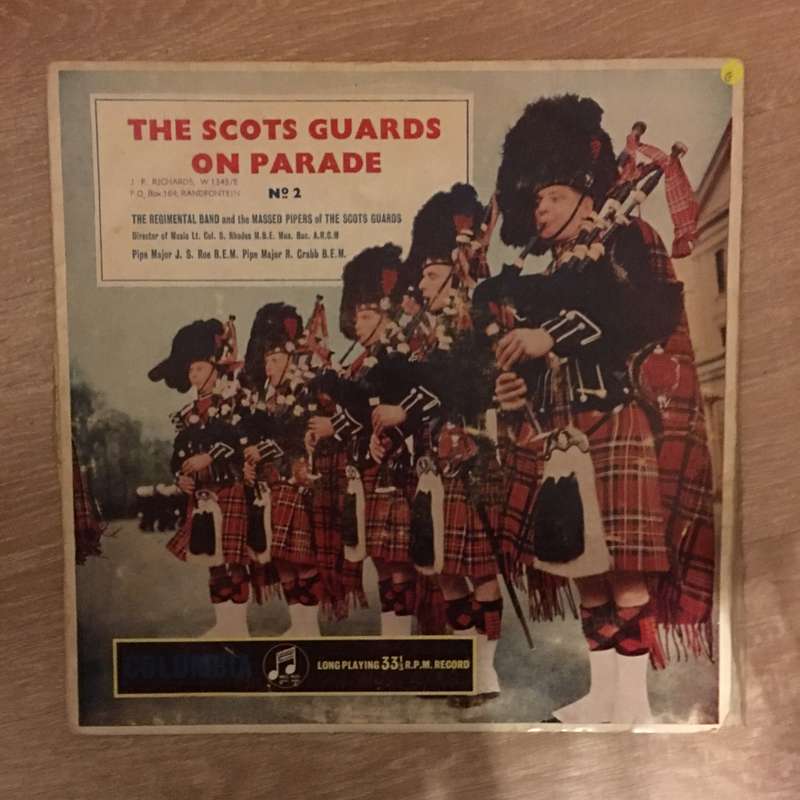 THE SCOTS GUARDS
ON PARADE
J. P. RICHARDS, W 1345/E
P.O. Box 164, RANDFONTEIN
No 2
THE REGIMENTAL BAND and the MASSED PIPERS of THE SCOTS GUARDS
Director of Music Lt. Col. S. Rhodes M.B.E. Mus. Bac. A.R.C.M
Pipe Major J. S. Roe B.E.M. Pipe Major R. Crabb B.E.M.
COLUMBIA
LONG PLAYING 33⅓ R.P.M. RECORD